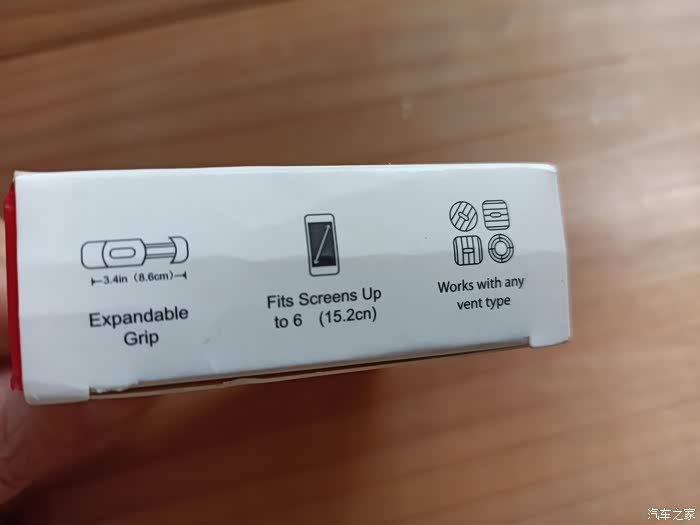 3.4in (8.6cm)
Expandable
Grip
Fits Screens Up
to 6 (15.2cn)
Works with any
vent type
汽车之家